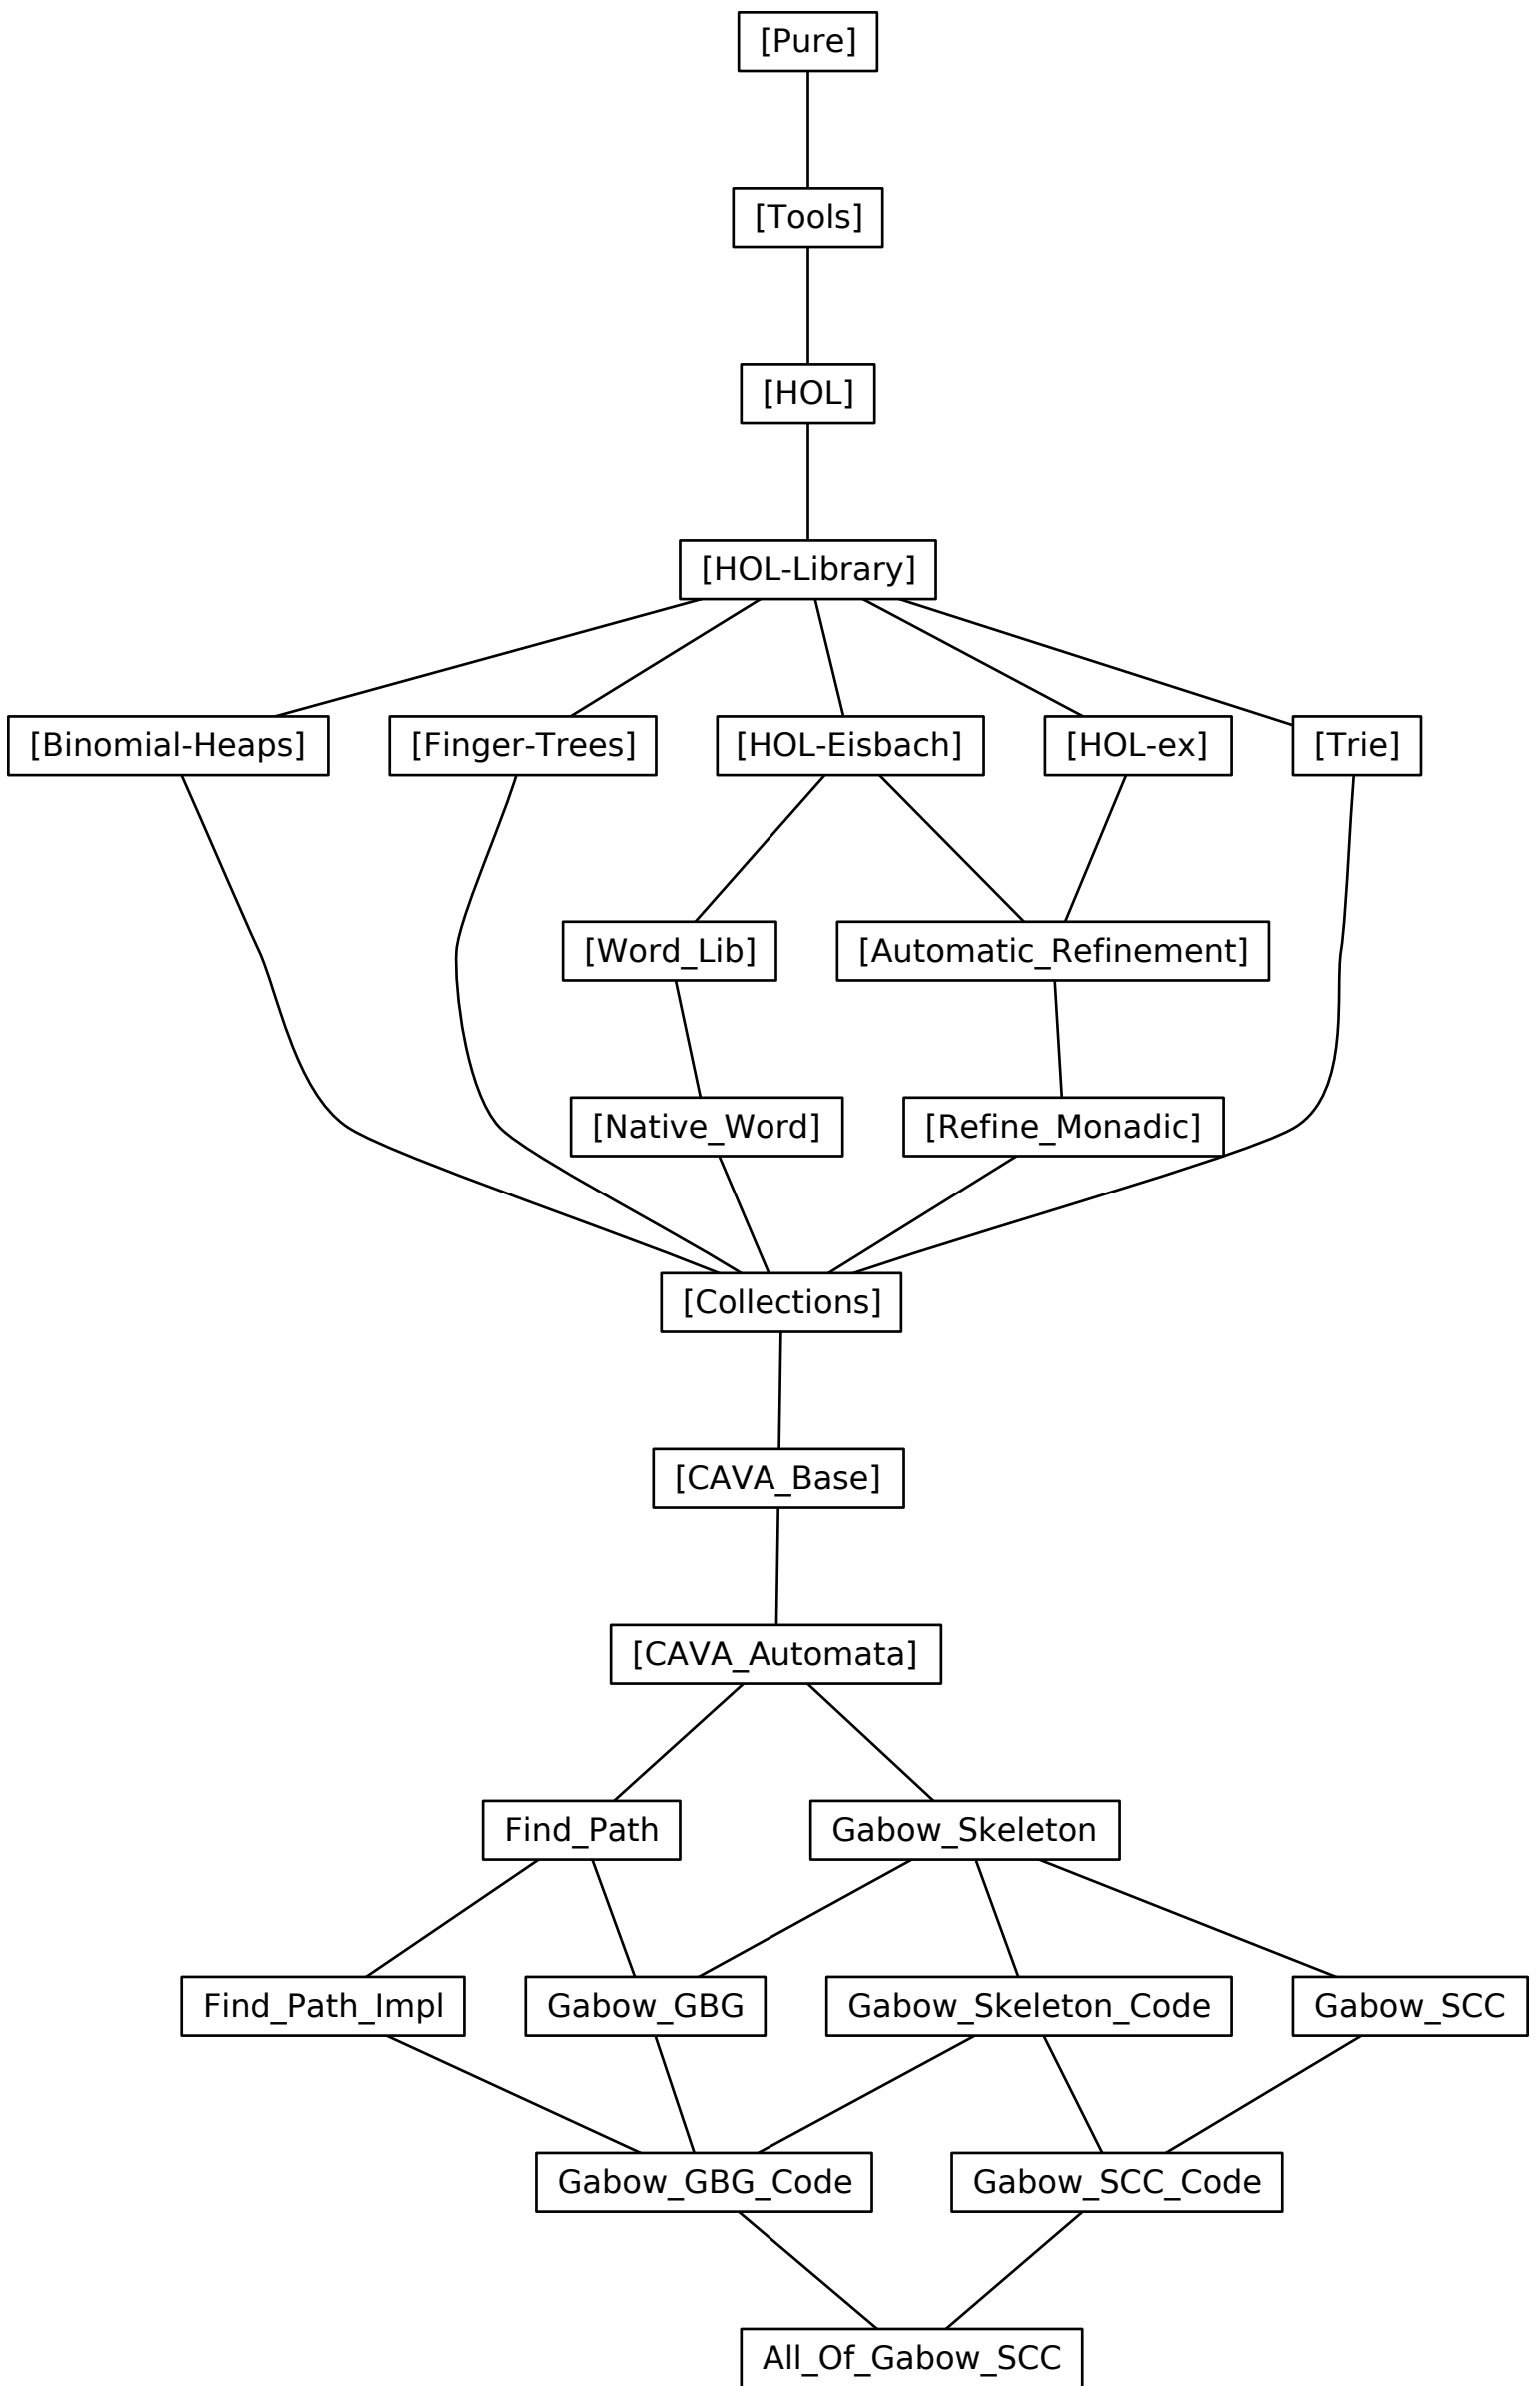 [Pure]
[Tools]
[HOL]
[HOL-Library]
[Binomial-Heaps]
[Finger-Trees]
[HOL-Eisbach]
[HOL-ex]
[Trie]
[Word_Lib]
[Automatic_Refinement]
[Native_Word]
[Refine_Monadic]
[Collections]
[CAVA_Base]
[CAVA_Automata]
Find_Path
Gabow_Skeleton
Find_Path_Impl
Gabow_GBG
Gabow_Skeleton_Code
Gabow_SCC
Gabow_GBG_Code
Gabow_SCC_Code
All_Of_Gabow_SCC